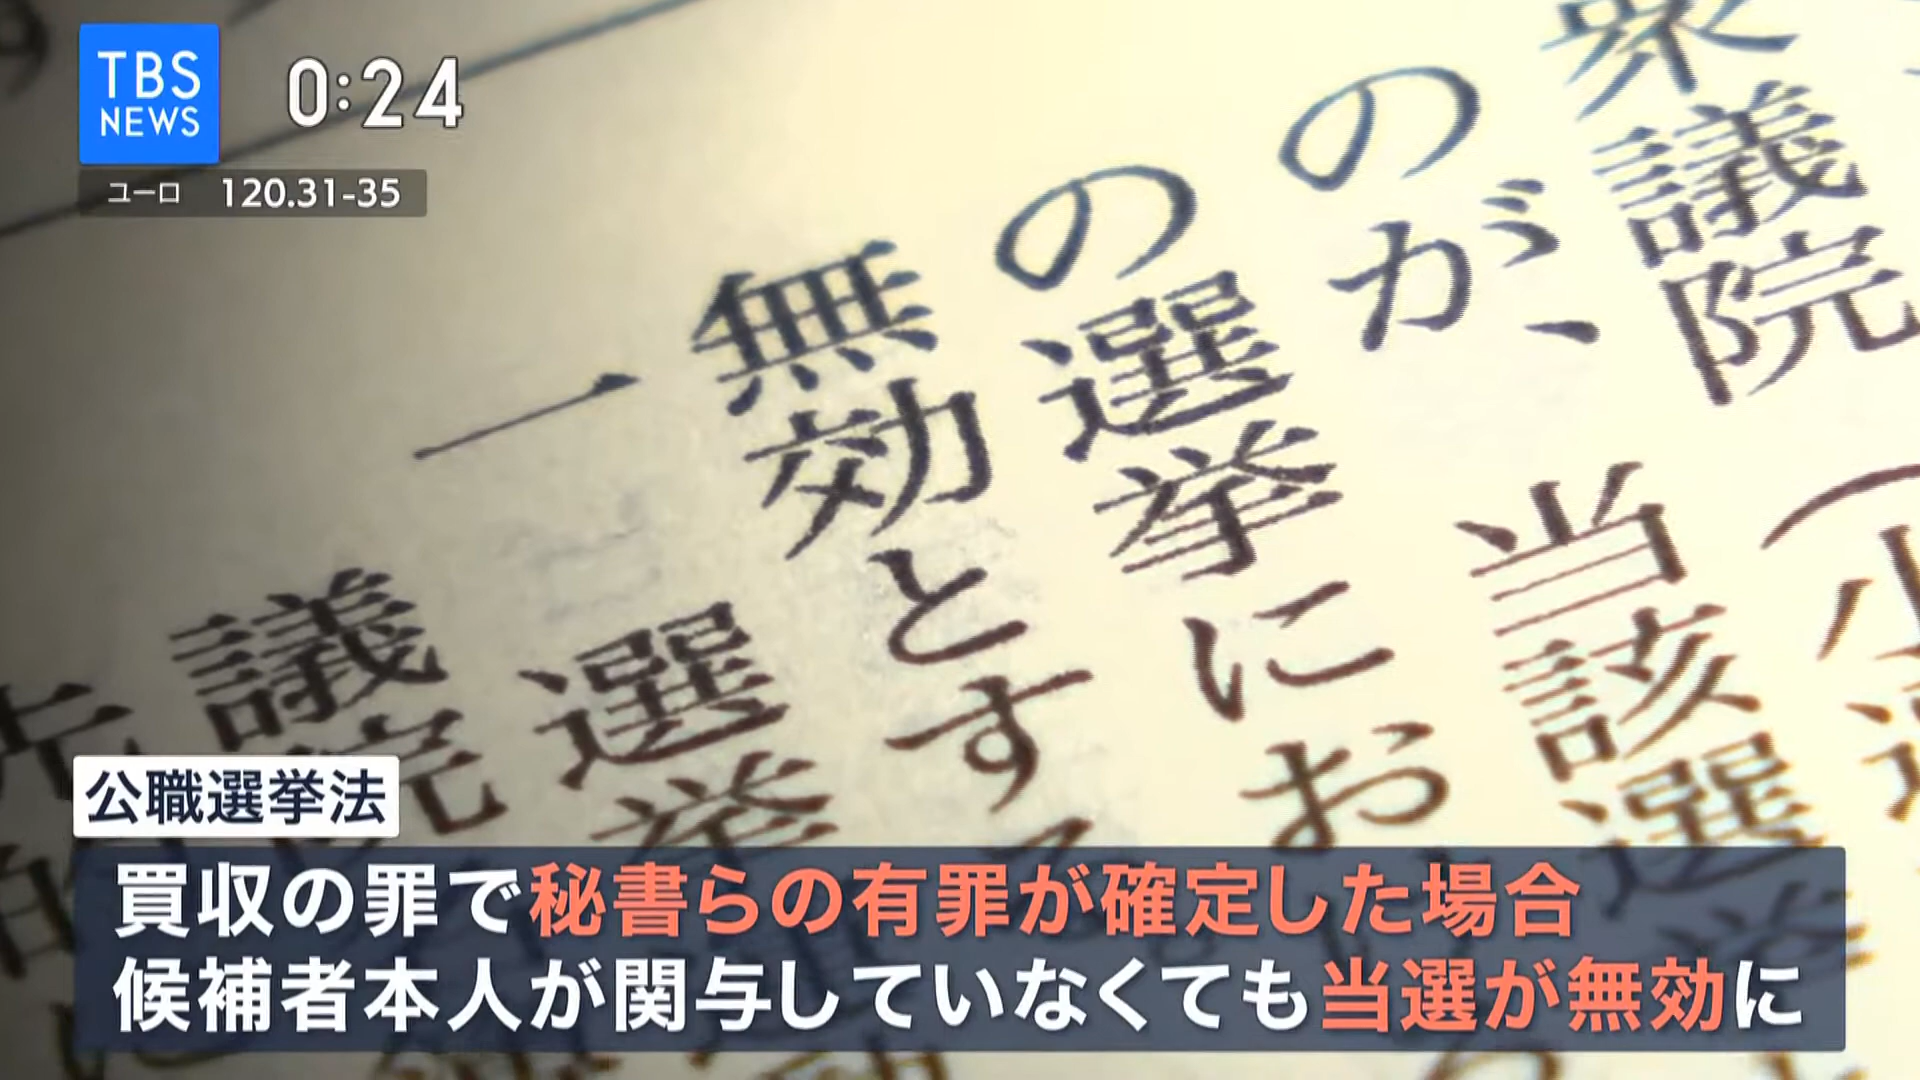 TBS
NEWS
0:24
ユーロ 120.31-35
衆議院
のが、
当該選
の選挙にお
無効とす
一
選挙
議院
公職選挙法
買収の罪で秘書らの有罪が確定した場合
候補者本人が関与していなくても当選が無効に